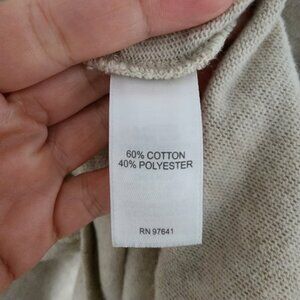 60% COTTON
40% POLYESTER
RN 97641